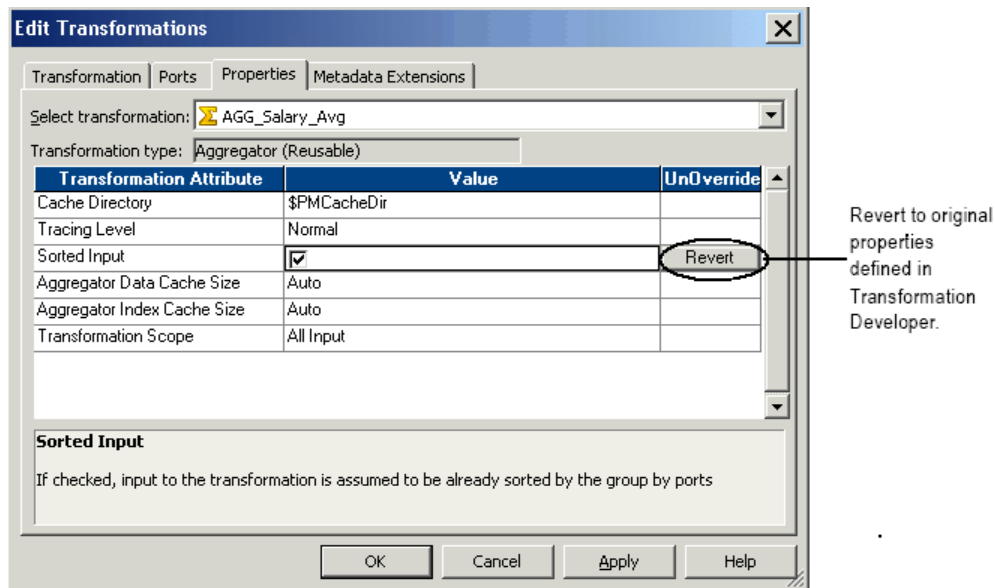 Edit Transformations
Transformation Ports Properties Metadata Extensions
Select transformation: AGG_Salary_Avg
Transformation type: Aggregator (Reusable)
Transformation Attribute Value UnOverride
Cache Directory $PMCacheDir
Tracing Level Normal
Sorted Input Revert
Aggregator Data Cache Size Auto
Aggregator Index Cache Size Auto
Transformation Scope All Input
Sorted Input
If checked, input to the transformation is assumed to be already sorted by the group by ports
OK Cancel Apply Help
Revert to original
properties
defined in
Transformation
Developer.
.